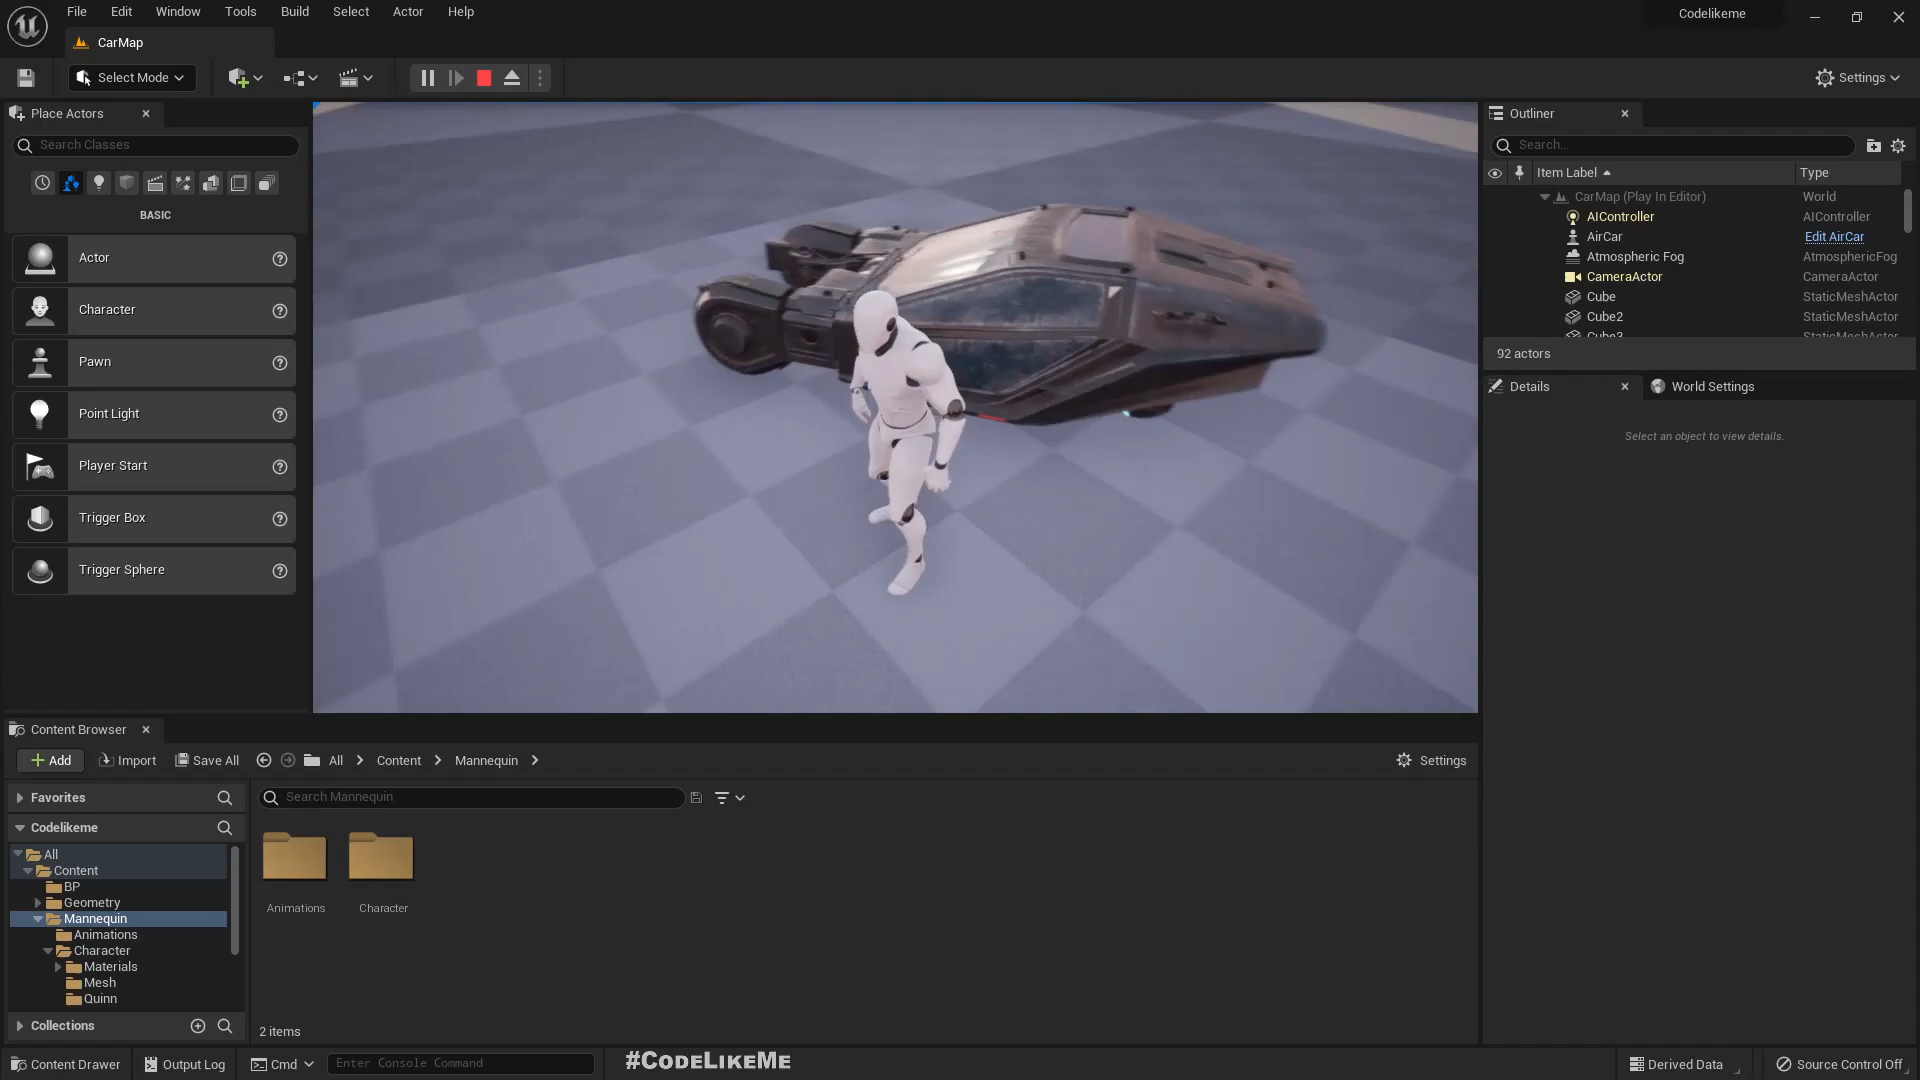 File Edit Window Tools Build Select Actor Help
Codelikeme
CarMap
Select Mode
Settings
Place Actors
Search Classes
BASIC
Actor
Character
Pawn
Point Light
Player Start
Trigger Box
Trigger Sphere
Outliner
Search...
Item Label Type
CarMap (Play In Editor) World
AIController AIController
AirCar Edit AirCar
Atmospheric Fog AtmosphericFog
CameraActor CameraActor
Cube StaticMeshActor
Cube2 StaticMeshActor
Cube3 StaticMeshActor
92 actors
Details World Settings
Select an object to view details.
Content Browser
Add Import Save All All Content Mannequin Settings
Favorites
Search Mannequin
Codelikeme
All
Content
BP
Geometry
Mannequin
Animations
Character
Materials
Mesh
Quinn
Animations Character
Collections
2 items
Content Drawer Output Log Cmd Enter Console Command #CODELIKEME Derived Data Source Control Off